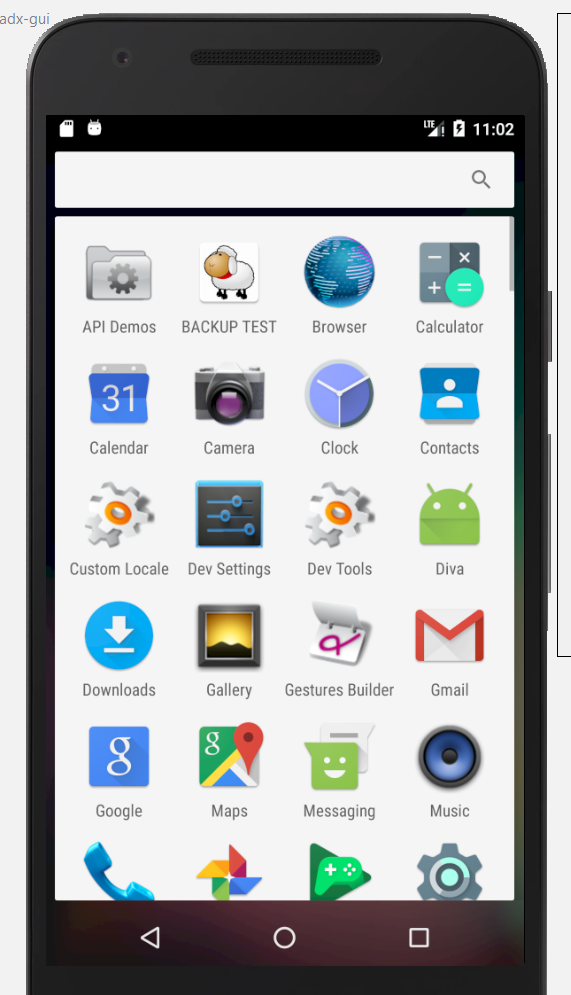 adx-gui
LTE 11:02
API Demos BACKUP TEST Browser Calculator
31
Calendar Camera Clock Contacts
Custom Locale Dev Settings Dev Tools Diva
Downloads Gallery Gestures Builder Gmail
g g
Google Maps Messaging Music